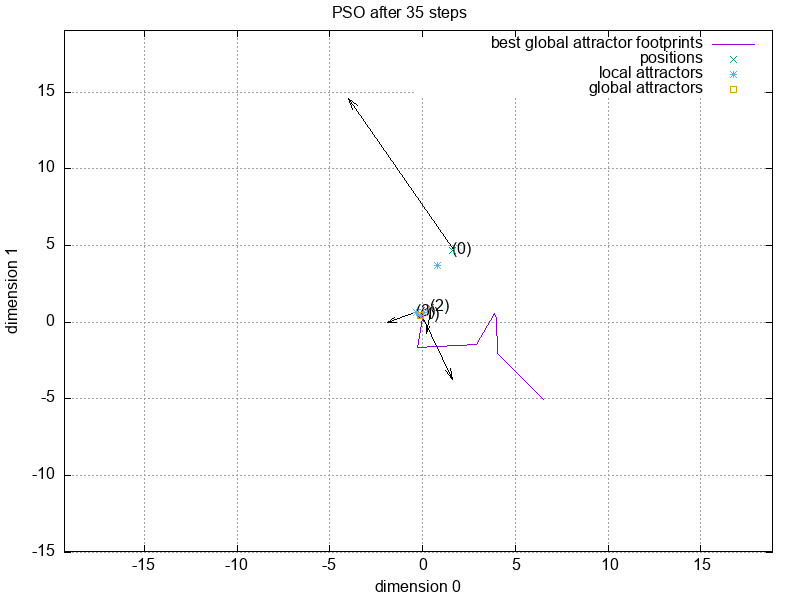 PSO after 35 steps
best global attractor footprints
positions
local attractors
global attractors
15
10
5
0
-5
-10
-15
dimension 1
(0)
(2)
-15 -10 -5 0 5 10 15
dimension 0